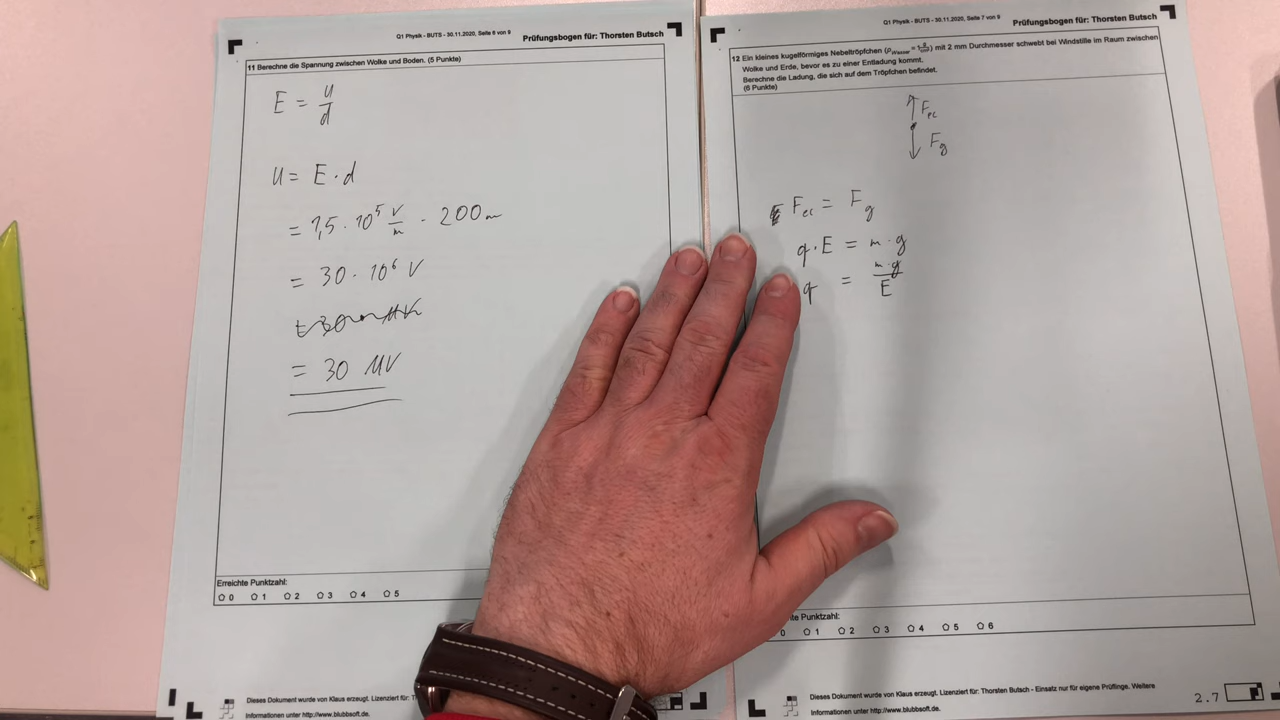 Q1 Physik - BUTS - 30.11.2020, Seite 6 von 9
Prüfungsbogen für: Thorsten Butsch
11 Berechne die Spannung zwischen Wolke und Boden. (5 Punkte)
E = u/d
u = E · d
= 1,5 · 10⁵ V/m · 200m
= 30 · 10⁶ V
= 30 MV
Erreichte Punktzahl:
0 1 2 3 4 5
Dieses Dokument wurde von Klaus erzeugt. Lizenziert für: T
Informationen unter http://www.blubbsoft.de.
Q1 Physik - BUTS - 30.11.2020, Seite 7 von 9
Prüfungsbogen für: Thorsten Butsch
12 Ein kleines kugelförmiges Nebeltröpfchen (ρWasser = 1 g/cm³) mit 2 mm Durchmesser schwebt bei Windstille im Raum zwischen
Wolke und Erde, bevor es zu einer Entladung kommt.
Berechne die Ladung, die sich auf dem Tröpfchen befindet.
(6 Punkte)
Fel
Fg
Fel = Fg
q · E = m · g
q = m · g/E
te Punktzahl:
0 1 2 3 4 5 6
Dieses Dokument wurde von Klaus erzeugt. Lizenziert für: Thorsten Butsch - Einsatz nur für eigene Prüflinge. Weitere
Informationen unter http://www.blubbsoft.de.
2.7